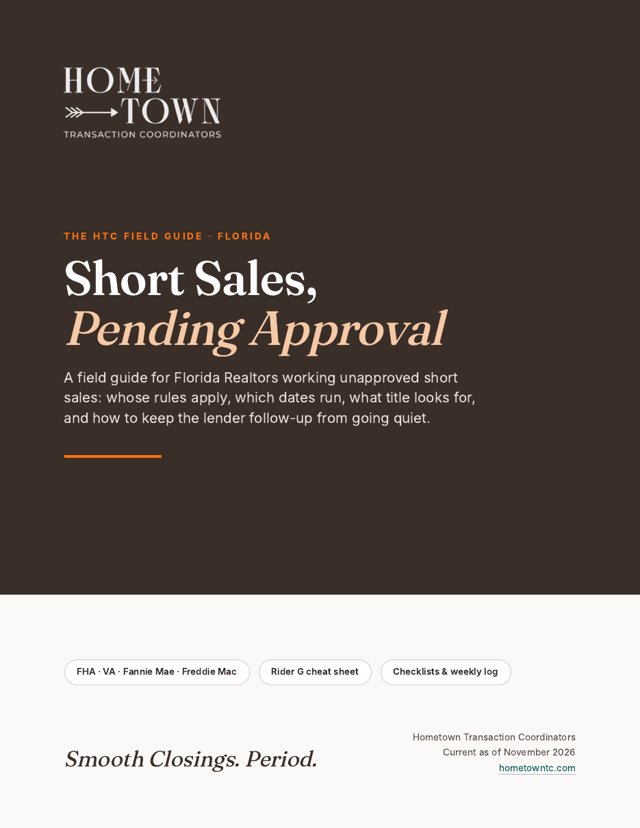 HOME
TOWN
TRANSACTION COORDINATORS
THE HTC FIELD GUIDE · FLORIDA
Short Sales,
Pending Approval
A field guide for Florida Realtors working unapproved short
sales: whose rules apply, which dates run, what title looks for,
and how to keep the lender follow-up from going quiet.
FHA · VA · Fannie Mae · Freddie Mac
Rider G cheat sheet
Checklists & weekly log
Smooth Closings. Period.
Hometown Transaction Coordinators
Current as of November 2026
hometowntc.com